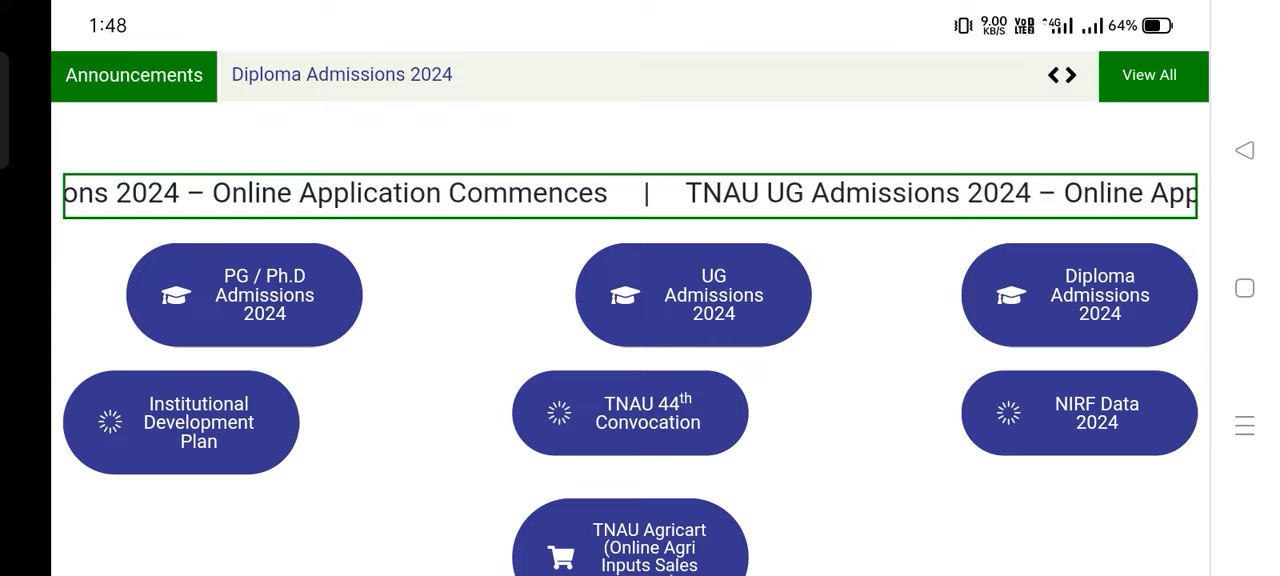 1:48
9.00 KB/S
4G
64%
Announcements
Diploma Admissions 2024
View All
ons 2024 – Online Application Commences | TNAU UG Admissions 2024 – Online App
PG / Ph.D
Admissions
2024
UG
Admissions
2024
Diploma
Admissions
2024
Institutional
Development
Plan
TNAU 44th
Convocation
NIRF Data
2024
TNAU Agricart
(Online Agri
Inputs Sales